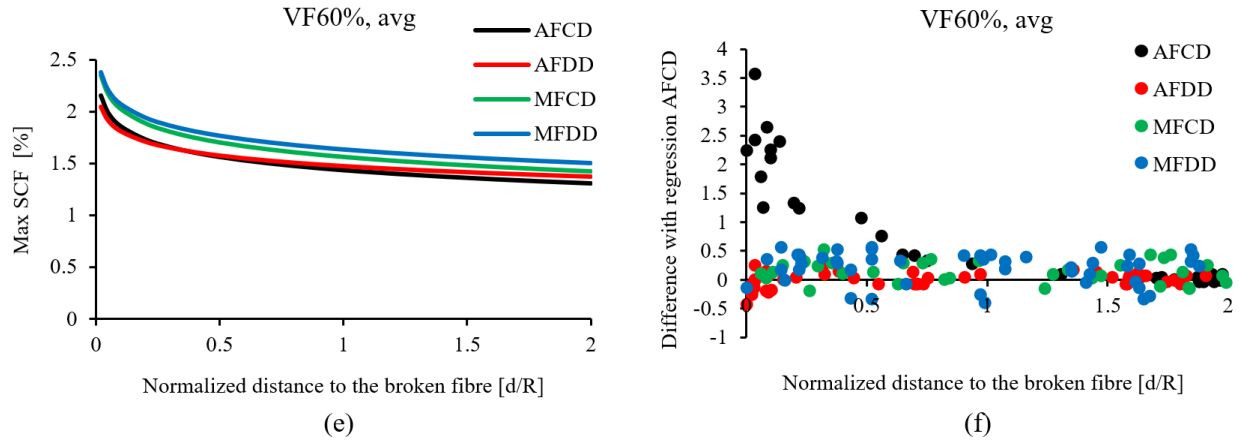 VF60%, avg
AFCD
AFDD
MFCD
MFDD
Max SCF [%]
2.5
2
1.5
1
0.5
0
0
0.5
1
1.5
2
Normalized distance to the broken fibre [d/R]
(e)
VF60%, avg
AFCD
AFDD
MFCD
MFDD
Difference with regression AFCD
4
3.5
3
2.5
2
1.5
1
0.5
0
-0.5
-1
0.5
1
1.5
2
Normalized distance to the broken fibre [d/R]
(f)